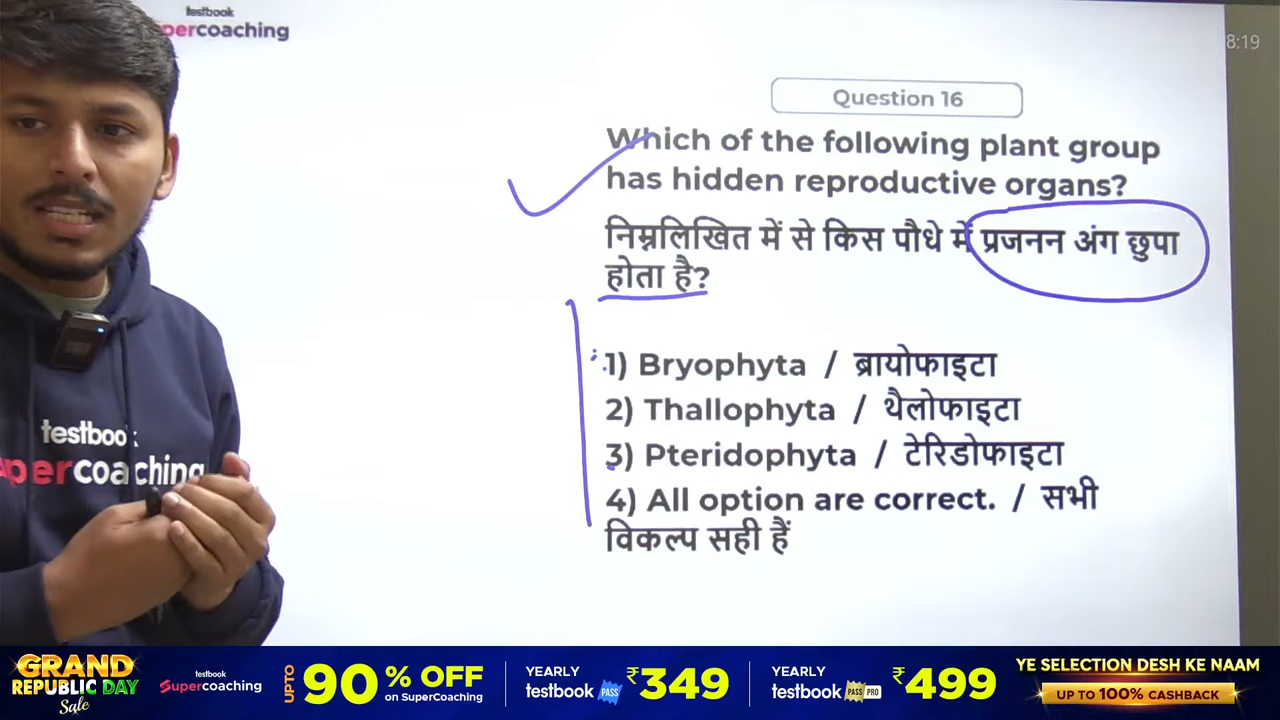 testbook
percoaching
8:19
Question 16
Which of the following plant group
has hidden reproductive organs?
निम्नलिखित में से किस पौधे में प्रजनन अंग छुपा
होता है?
1) Bryophyta / ब्रायोफाइटा
2) Thallophyta / थैलोफाइटा
3) Pteridophyta / टेरिडोफाइटा
4) All option are correct. / सभी
विकल्प सही हैं
testbook
percoaching
GRAND
REPUBLIC DAY
Sale
testbook
Supercoaching
UPTO 90% OFF
on SuperCoaching
YEARLY
testbook PASS ₹349
YEARLY
testbook PASS PRO ₹499
YE SELECTION DESH KE NAAM
UP TO 100% CASHBACK